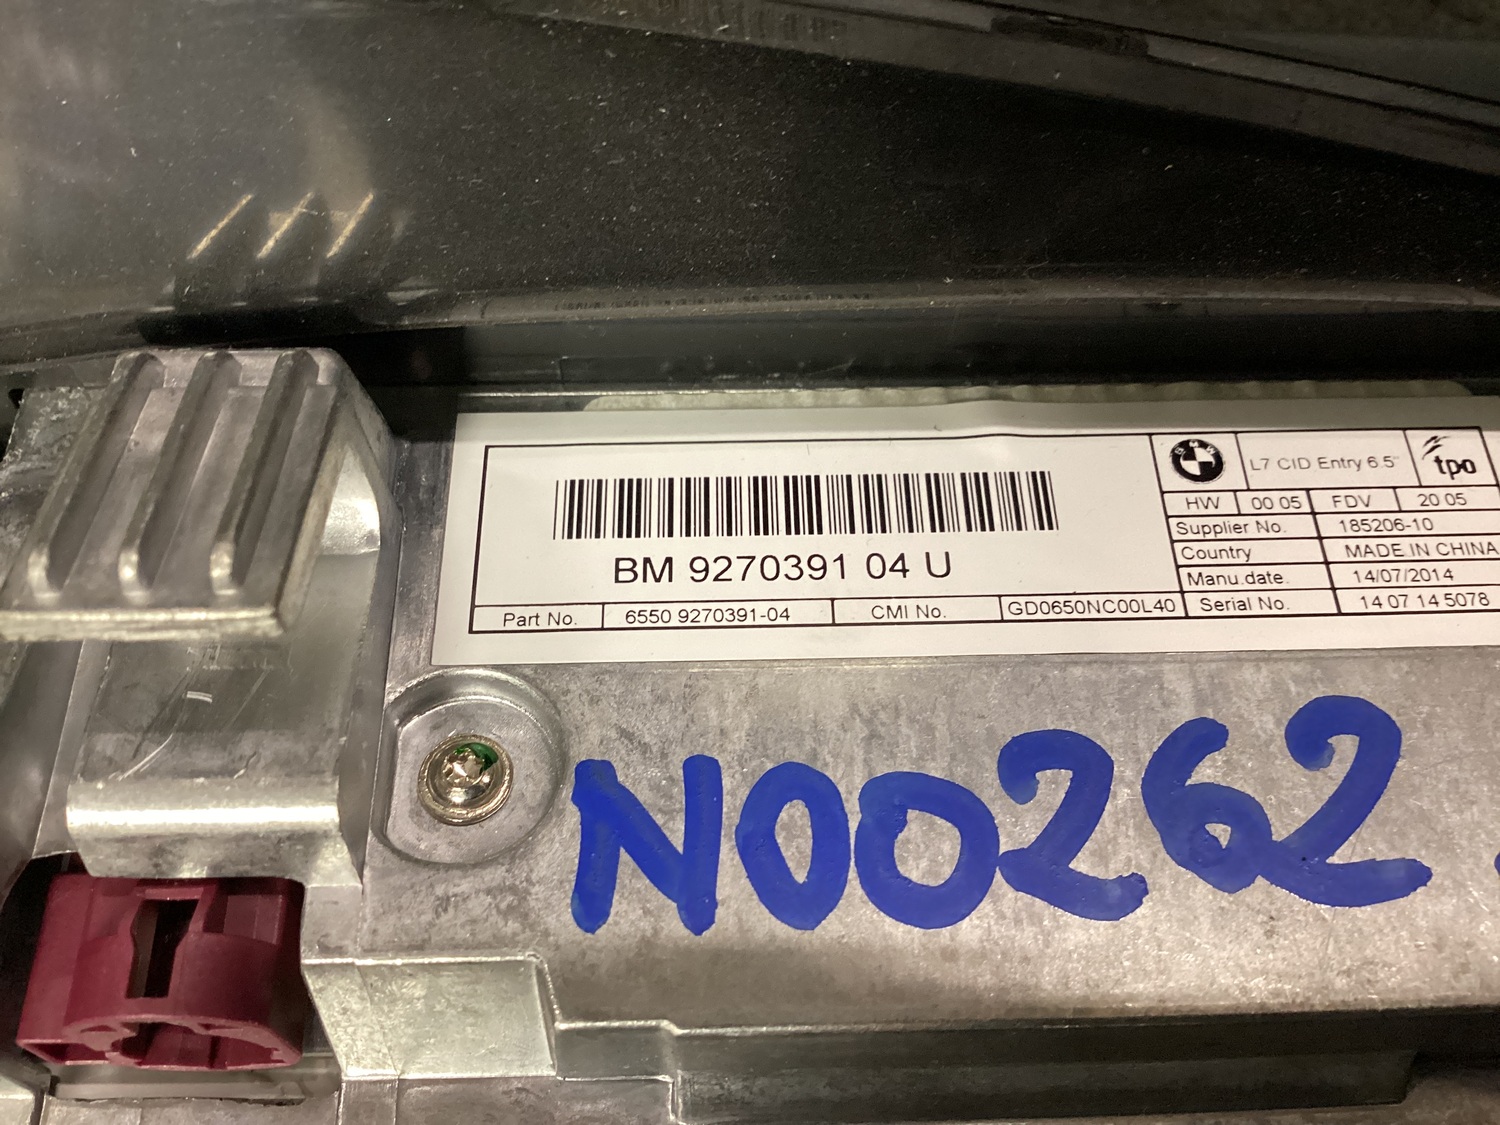 BMW
L7 CID Entry 6.5"
tpo
HW 00 05 FDV 20 05
Supplier No. 185206-10
Country MADE IN CHINA
Manu.date. 14/07/2014
Serial No. 14 07 14 5078
BM 9270391 04 U
Part No. 6550 9270391-04 CMI No. GD0650NC00L40
N00262